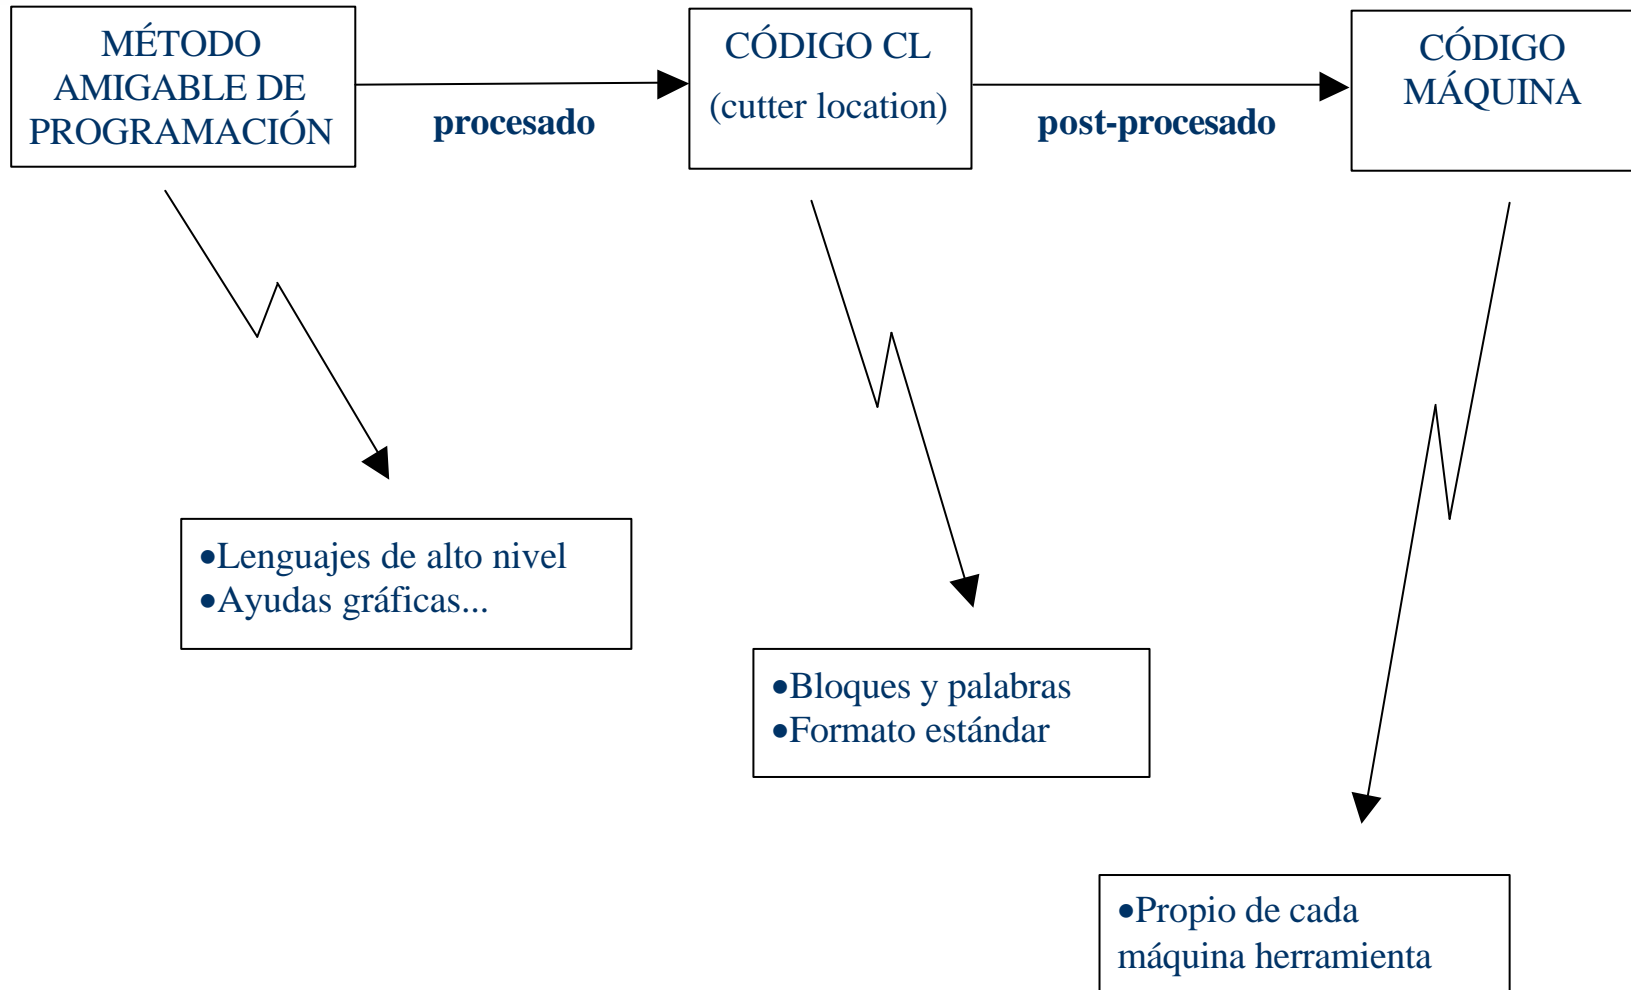 MÉTODO
AMIGABLE DE
PROGRAMACIÓN
procesado
CÓDIGO CL
(cutter location)
post-procesado
CÓDIGO
MÁQUINA
•Lenguajes de alto nivel
•Ayudas gráficas...
•Bloques y palabras
•Formato estándar
•Propio de cada
máquina herramienta